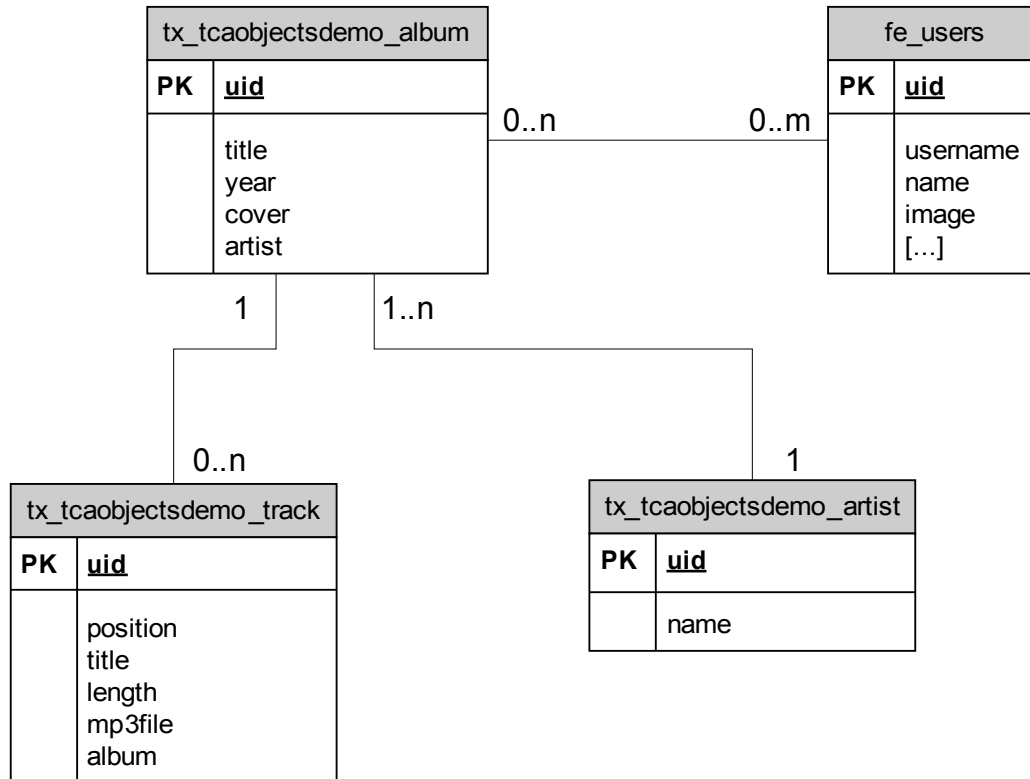 tx_tcaobjectsdemo_album
PK uid
title
year
cover
artist
fe_users
PK uid
username
name
image
[...]
0..n 0..m
1 1..n
0..n 1
tx_tcaobjectsdemo_track
PK uid
position
title
length
mp3file
album
tx_tcaobjectsdemo_artist
PK uid
name